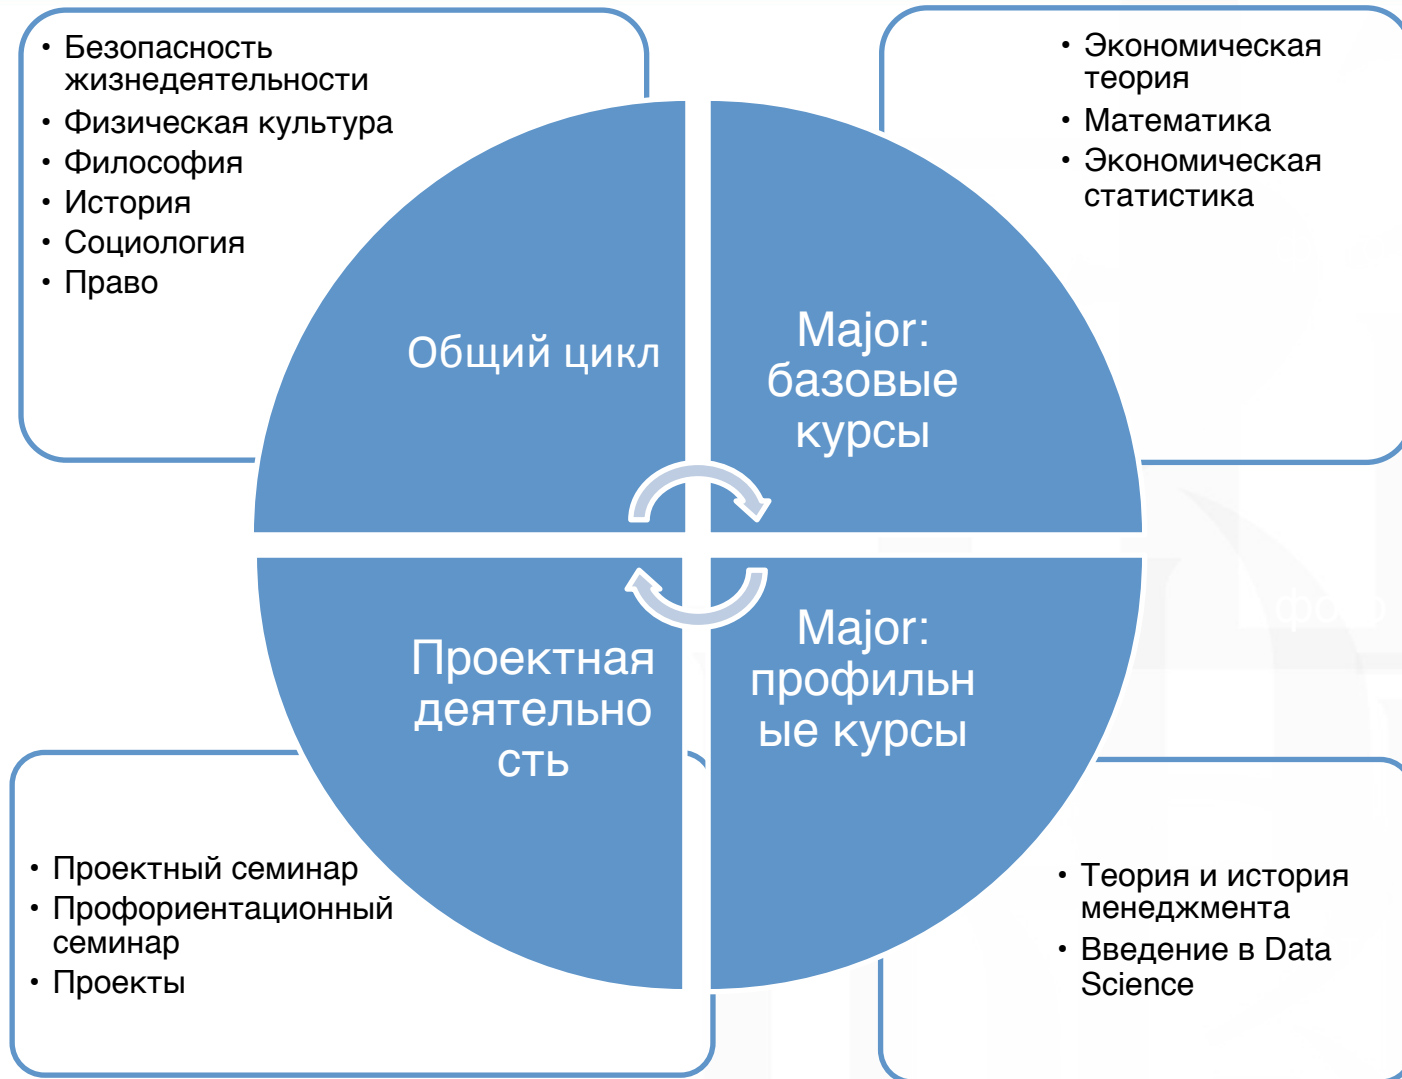 • Безопасность
жизнедеятельности
• Физическая культура
• Философия
• История
• Социология
• Право
• Экономическая
теория
• Математика
• Экономическая
статистика
Общий цикл
Major:
базовые
курсы
Проектная
деятельно
сть
Major:
профильн
ые курсы
фото
• Проектный семинар
• Профориентационный
семинар
• Проекты
• Теория и история
менеджмента
• Введение в Data
Science